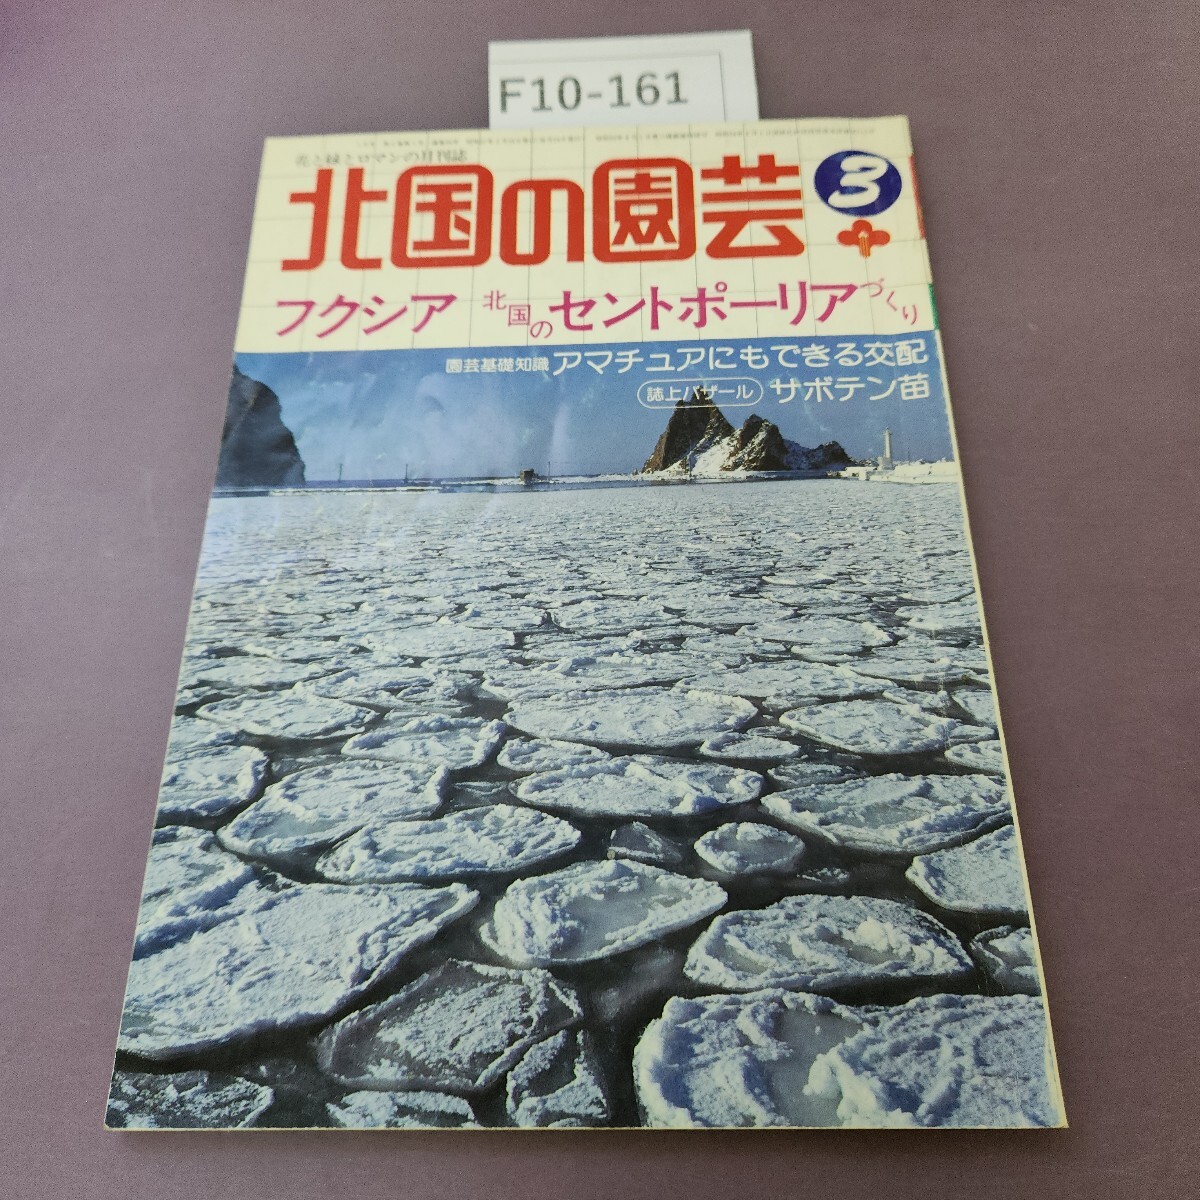 F10-161
花と緑とロマンの月刊誌
北国の園芸
3
フクシア 北国のセントポーリアづくり
園芸基礎知識 アマチュアにもできる交配
誌上バザール サボテン苗